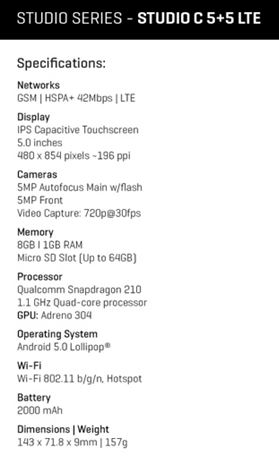 STUDIO SERIES - STUDIO C 5+5 LTE
Specifications:
Networks
GSM | HSPA+ 42Mbps | LTE
Display
IPS Capacitive Touchscreen
5.0 inches
480 x 854 pixels ~196 ppi
Cameras
5MP Autofocus Main w/flash
5MP Front
Video Capture: 720p@30fps
Memory
8GB I 1GB RAM
Micro SD Slot (Up to 64GB)
Processor
Qualcomm Snapdragon 210
1.1 GHz Quad-core processor
GPU: Adreno 304
Operating System
Android 5.0 Lollipop®
Wi-Fi
Wi-Fi 802.11 b/g/n, Hotspot
Battery
2000 mAh
Dimensions | Weight
143 x 71.8 x 9mm | 157g